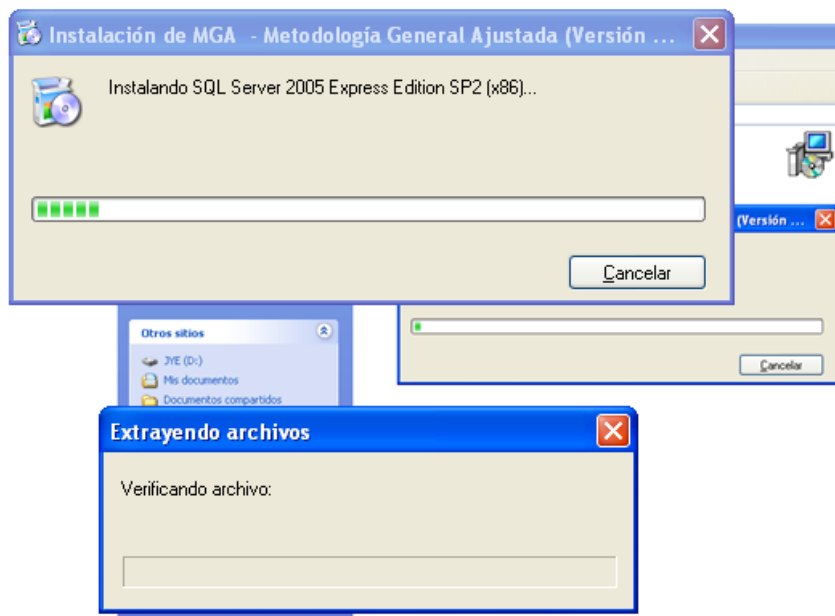 Instalación de MGA - Metodología General Ajustada (Versión ...
Instalando SQL Server 2005 Express Edition SP2 (x86)...
Cancelar
(Versión ...
Cancelar
Otros sitios
JYE (D:)
Mis documentos
Documentos compartidos
Extrayendo archivos
Verificando archivo: